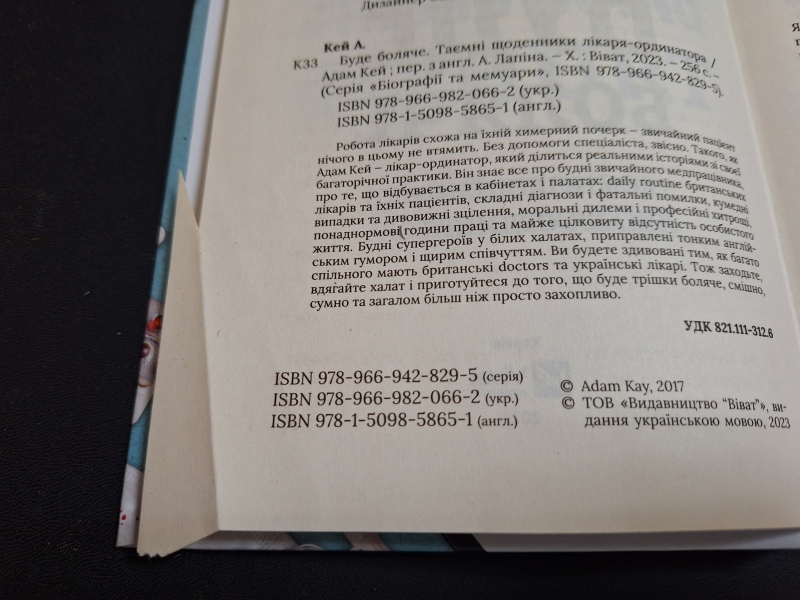 Дизайнер
Кей А.
К33 Буде боляче. Таємні щоденники лікаря-ординатора /
Адам Кей ; пер. з англ. А. Лапіна. – Х. : Віват, 2023. – 256 с. –
(Серія «Біографії та мемуари», ISBN 978-966-942-829-5).
ISBN 978-966-982-066-2 (укр.)
ISBN 978-1-5098-5865-1 (англ.)
Робота лікарів схожа на їхній химерний почерк – звичайний пацієнт
нічого в цьому не втямить. Без допомоги спеціаліста, звісно. Такого, як
Адам Кей – лікар-ординатор, який ділиться реальними історіями зі своєї
багаторічної практики. Він знає все про будні звичайного медпрацівника,
про те, що відбувається в кабінетах і палатах: daily routine британських
лікарів та їхніх пацієнтів, складні діагнози і фатальні помилки, кумедні
випадки та дивовижні зцілення, моральні дилеми і професійні хитрощі,
понаднормові години праці та майже цілковиту відсутність особистого
життя. Будні супергероїв у білих халатах, приправлені тонким англій-
ським гумором і щирим співчуттям. Ви будете здивовані тим, як багато
спільного мають британські doctors та українські лікарі. Тож заходьте,
вдягайте халат і приготуйтеся до того, що буде трішки боляче, смішно,
сумно та загалом більш ніж просто захопливо.
УДК 821.111-312.6
ISBN 978-966-942-829-5 (серія)
ISBN 978-966-982-066-2 (укр.)
ISBN 978-1-5098-5865-1 (англ.)
© Adam Kay, 2017
© ТОВ «Видавництво "Віват"», ви-
дання українською мовою, 2023